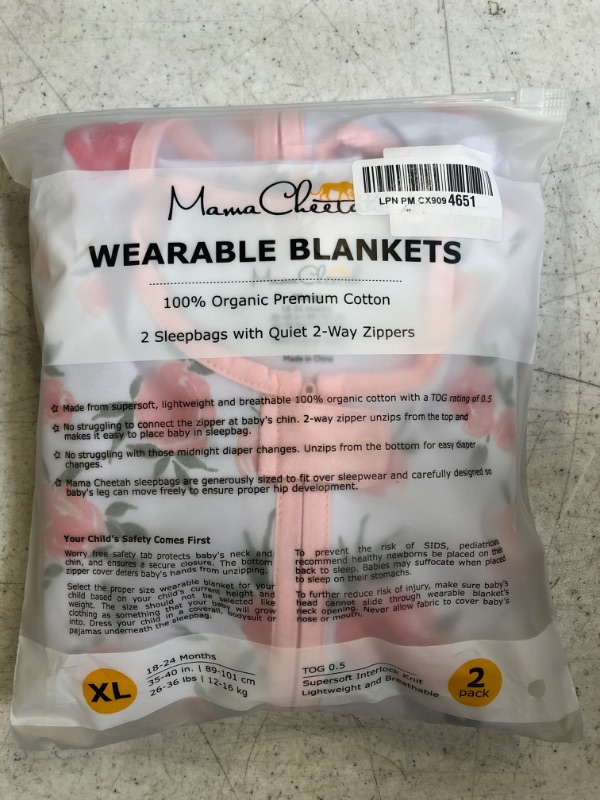 Mama Cheeta
LPN PM CX909 4651
WEARABLE BLANKETS
100% Organic Premium Cotton
2 Sleepbags with Quiet 2-Way Zippers
Made in China
Made from supersoft, lightweight and breathable 100% organic cotton with a TOG rating of 0.5
No struggling to connect the zipper at baby's chin. 2-way zipper unzips from the top and
makes it easy to place baby in sleepbag.
No struggling with those midnight diaper changes. Unzips from the bottom for easy diaper
changes.
Mama Cheetah sleepbags are generously sized to fit over sleepwear and carefully designed so
baby's leg can move freely to ensure proper hip development.
Your Child's Safety Comes First
Worry free safety tab protects baby's neck and
chin, and ensures a secure closure. The bottom
zipper cover deters baby's hands from unzipping.
Select the proper size wearable blanket for your
child based on your child's current height and
weight. The size should not be selected like
clothing as something that your baby will grow
into. Dress your child in a coverall, bodysuit or
pajamas underneath the sleepbag.
To prevent the risk of SIDS, pediatrician
recommend healthy newborns be placed on their
back to sleep. Babies may suffocate when placed
to sleep on their stomachs.
To further reduce risk of injury, make sure baby's
head cannot slide through wearable blanket's
neck opening. Never allow fabric to cover baby's
nose or mouth.
XL
18-24 Months
35-40 in. | 89-101 cm
26-36 lbs | 12-16 kg
TOG 0.5
Supersoft Interlock Knit
Lightweight and Breathable
2
pack